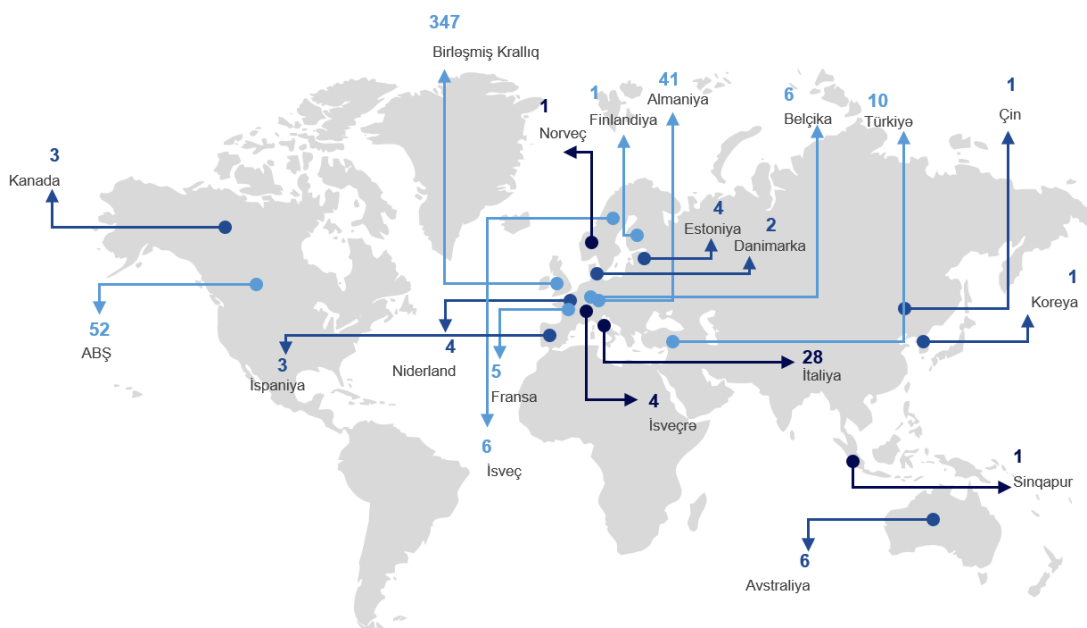 347
Birləşmiş Krallıq
1
Norveç
1
Finlandiya
41
Almaniya
6
Belçika
10
Türkiyə
1
Çin
3
Kanada
4
Estoniya
2
Danimarka
1
Koreya
52
ABŞ
3
İspaniya
4
Niderland
5
Fransa
28
İtaliya
4
İsveçrə
6
İsveç
1
Sinqapur
6
Avstraliya